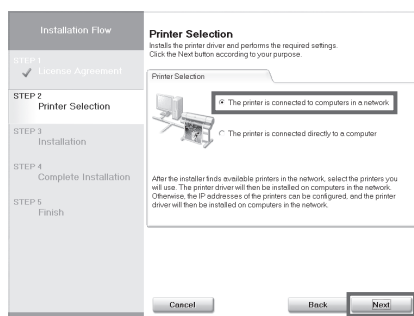 Installation Flow
STEP 1
License Agreement
STEP 2
Printer Selection
STEP 3
Installation
STEP 4
Complete Installation
STEP 5
Finish
Printer Selection
Installs the printer driver and performs the required settings.
Click the Next button according to your purpose.
Printer Selection
The printer is connected to computers in a network
The printer is connected directly to a computer
After the installer finds available printers in the network, select the printers you
will use. The printer driver will then be installed on computers in the network.
Otherwise, the IP addresses of the printers can be configured, and the printer
driver will then be installed on computers in the network.
Cancel
Back
Next